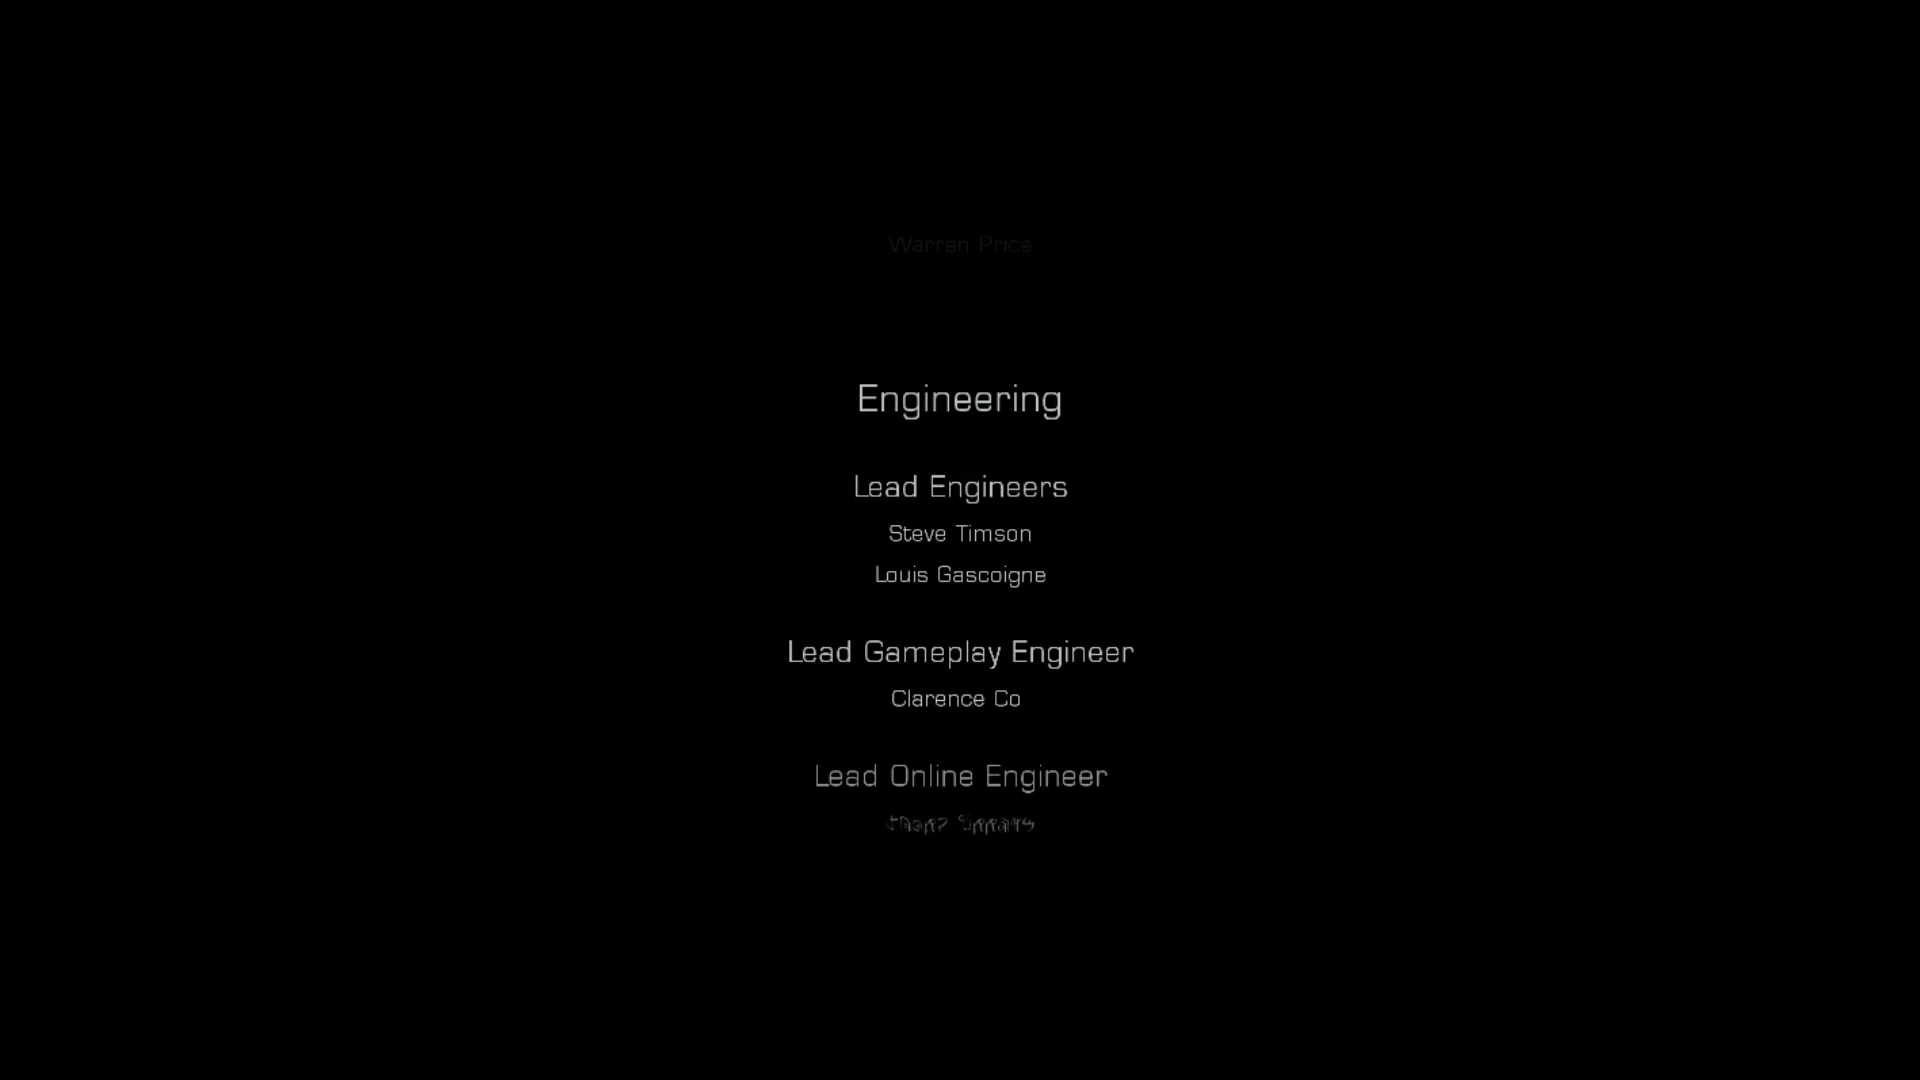 Warren Price
Engineering
Lead Engineers
Steve Timson
Louis Gascoigne
Lead Gameplay Engineer
Clarence Co
Lead Online Engineer